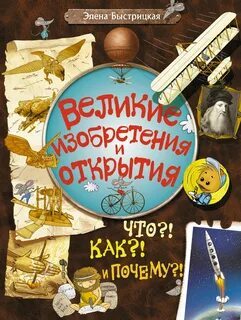 Элена Быстрицкая
Великие
изобретения
и
открытия
Что?!
Как?!
и почему?!